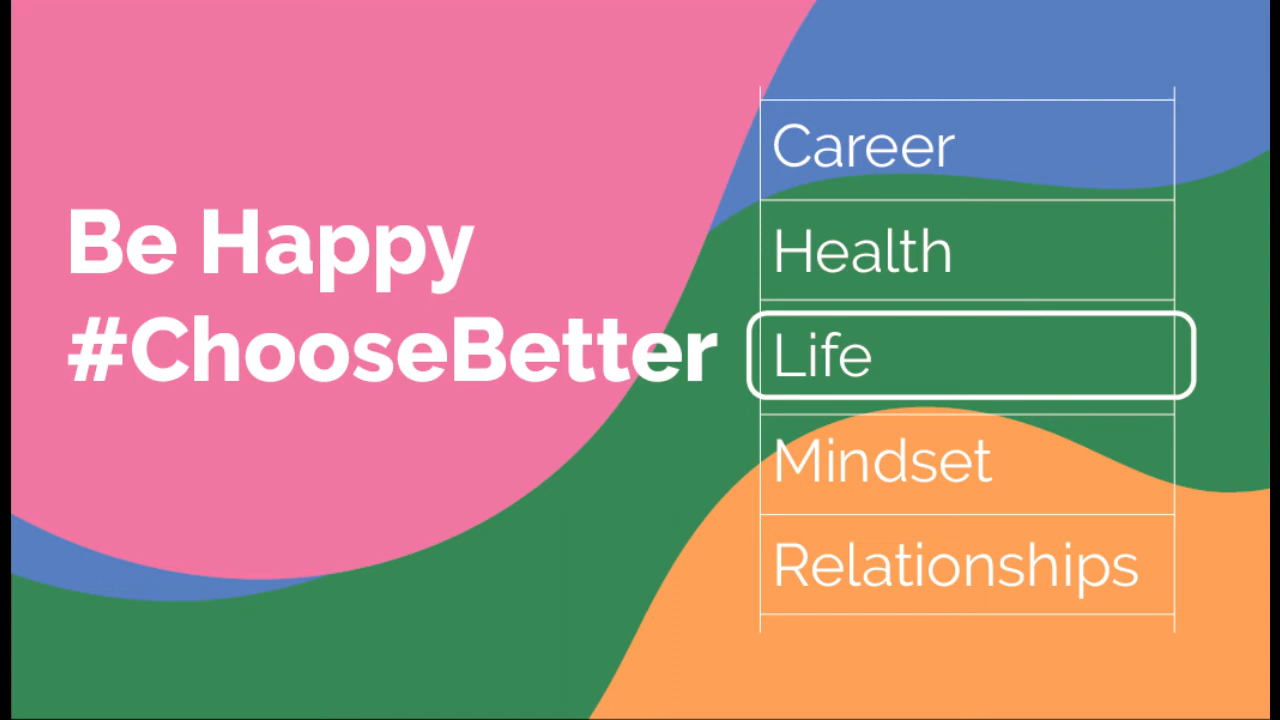 Be Happy
#ChooseBetter
Career
Health
Life
Mindset
Relationships